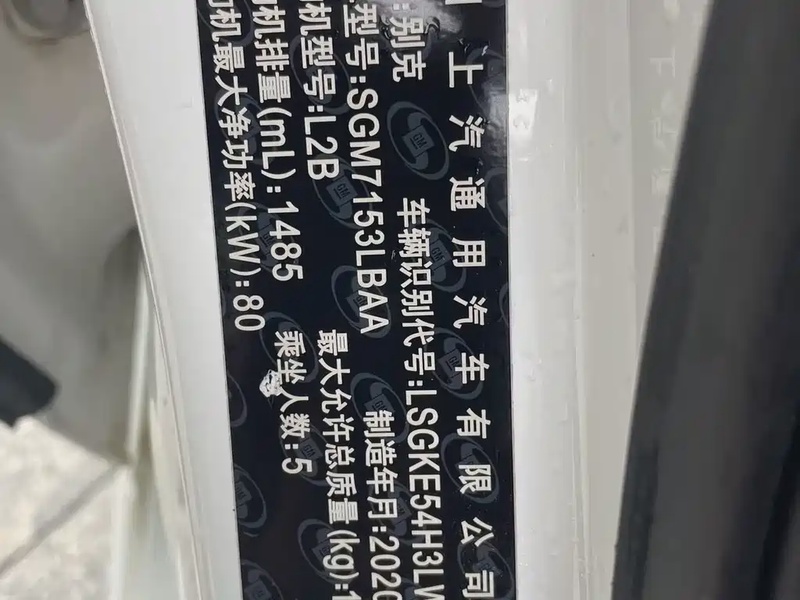 上汽通用汽车有限公司
:别克
车辆识别代号:LSGKE54H3LW
型号:SGM7153LBAA
制造年月:2020
机型号:L2B
最大允许总质量(kg):1
机排量(mL):1485
乘坐人数:5
机最大净功率(kW):80